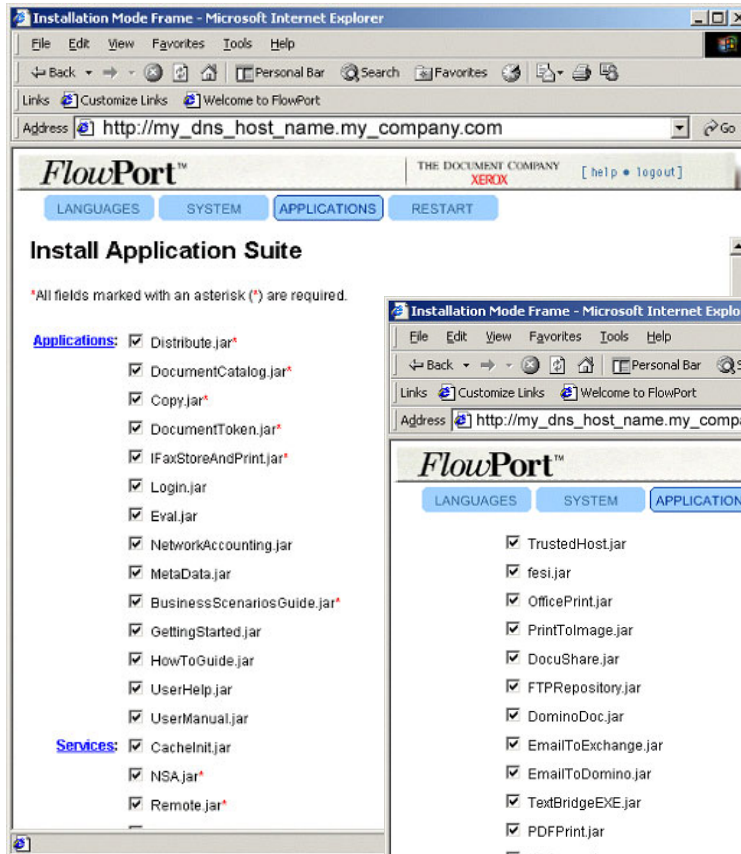 Installation Mode Frame - Microsoft Internet Explorer
File Edit View Favorites Tools Help
Back Personal Bar Search Favorites
Links Customize Links Welcome to FlowPort
Address http://my_dns_host_name.my_company.com Go
FlowPort™ THE DOCUMENT COMPANY
XEROX
[help • logout]
LANGUAGES SYSTEM APPLICATIONS RESTART
Install Application Suite
*All fields marked with an asterisk (*) are required.
Applications: Distribute.jar*
DocumentCatalog.jar*
Copy.jar*
DocumentToken.jar*
IFaxStoreAndPrint.jar*
Login.jar
Eval.jar
NetworkAccounting.jar
MetaData.jar
BusinessScenariosGuide.jar*
GettingStarted.jar
HowToGuide.jar
UserHelp.jar
UserManual.jar
Services: CacheInit.jar
NSA.jar*
Remote.jar*
Installation Mode Frame - Microsoft Internet Explo
File Edit View Favorites Tools Help
Back Personal Bar S
Links Customize Links Welcome to FlowPort
Address http://my_dns_host_name.my_comp
FlowPort™
LANGUAGES SYSTEM APPLICATION
TrustedHost.jar
fesi.jar
OfficePrint.jar
PrintToImage.jar
DocuShare.jar
FTPRepository.jar
DominoDoc.jar
EmailToExchange.jar
EmailToDomino.jar
TextBridgeEXE.jar
PDFPrint.jar